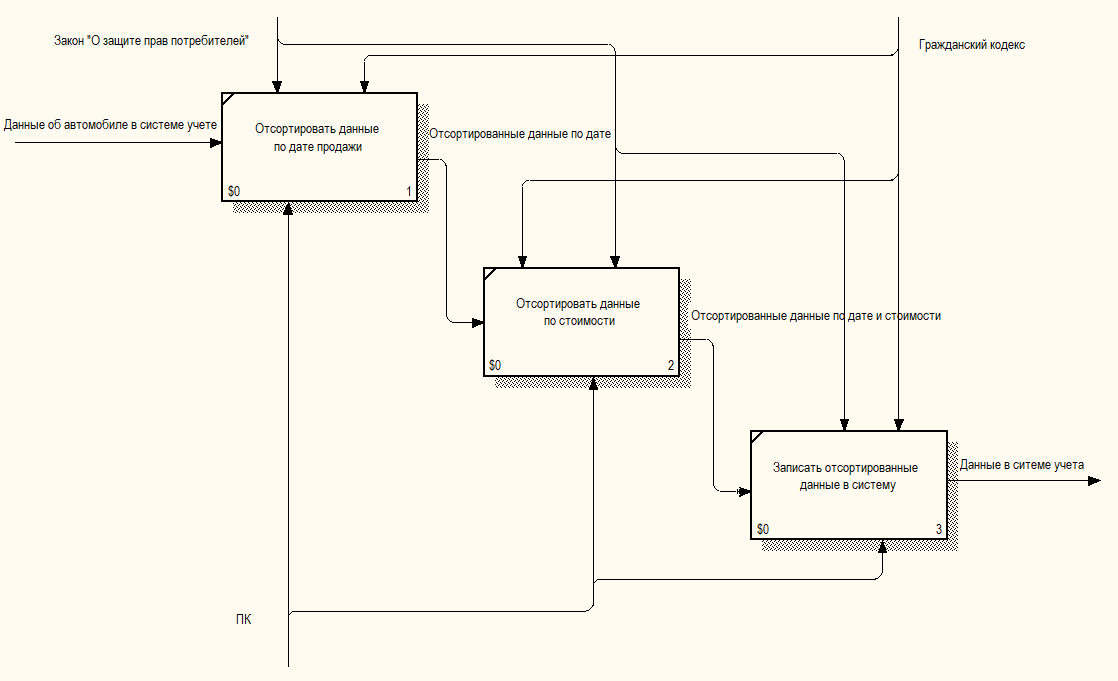 Закон "О защите прав потребителей"
Гражданский кодекс
Данные об автомобиле в системе учете
Отсортировать данные
по дате продажи
$0
1
Отсортированные данные по дате
Отсортировать данные
по стоимости
$0
2
Отсортированные данные по дате и стоимости
Записать отсортированные
данные в систему
$0
3
Данные в ситеме учета
ПК